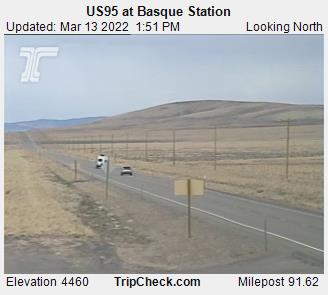 US95 at Basque Station
Updated: Mar 13 2022 1:51 PM Looking North
Elevation 4460 TripCheck.com Milepost 91.62